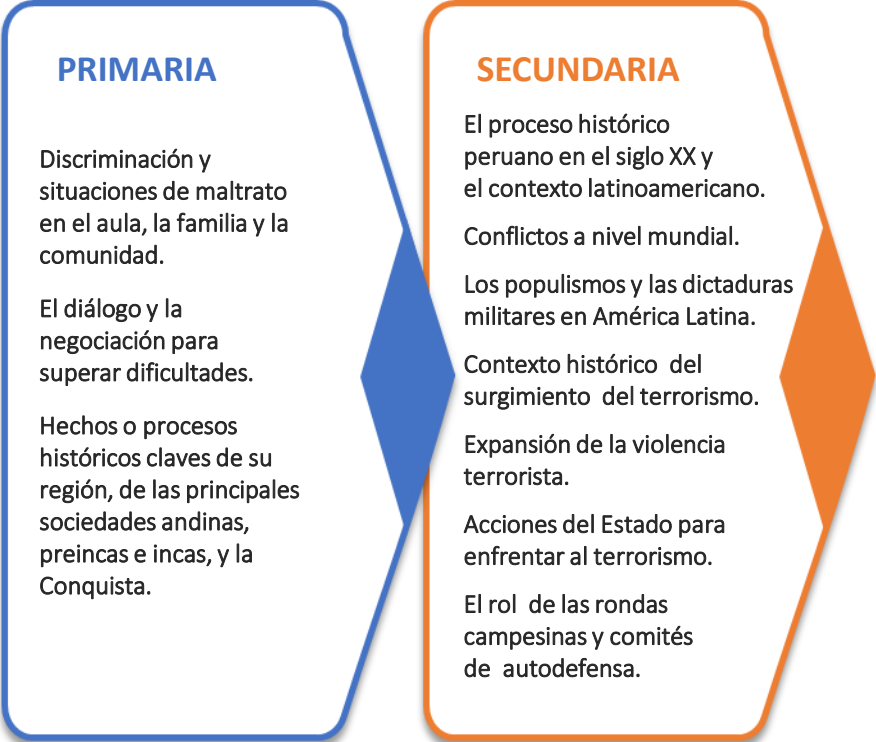 PRIMARIA
Discriminación y
situaciones de maltrato
en el aula, la familia y la
comunidad.
El diálogo y la
negociación para
superar dificultades.
Hechos o procesos
históricos claves de su
región, de las principales
sociedades andinas,
preincas e incas, y la
Conquista.
SECUNDARIA
El proceso histórico
peruano en el siglo XX y
el contexto latinoamericano.
Conflictos a nivel mundial.
Los populismos y las dictaduras
militares en América Latina.
Contexto histórico del
surgimiento del terrorismo.
Expansión de la violencia
terrorista.
Acciones del Estado para
enfrentar al terrorismo.
El rol de las rondas
campesinas y comités
de autodefensa.